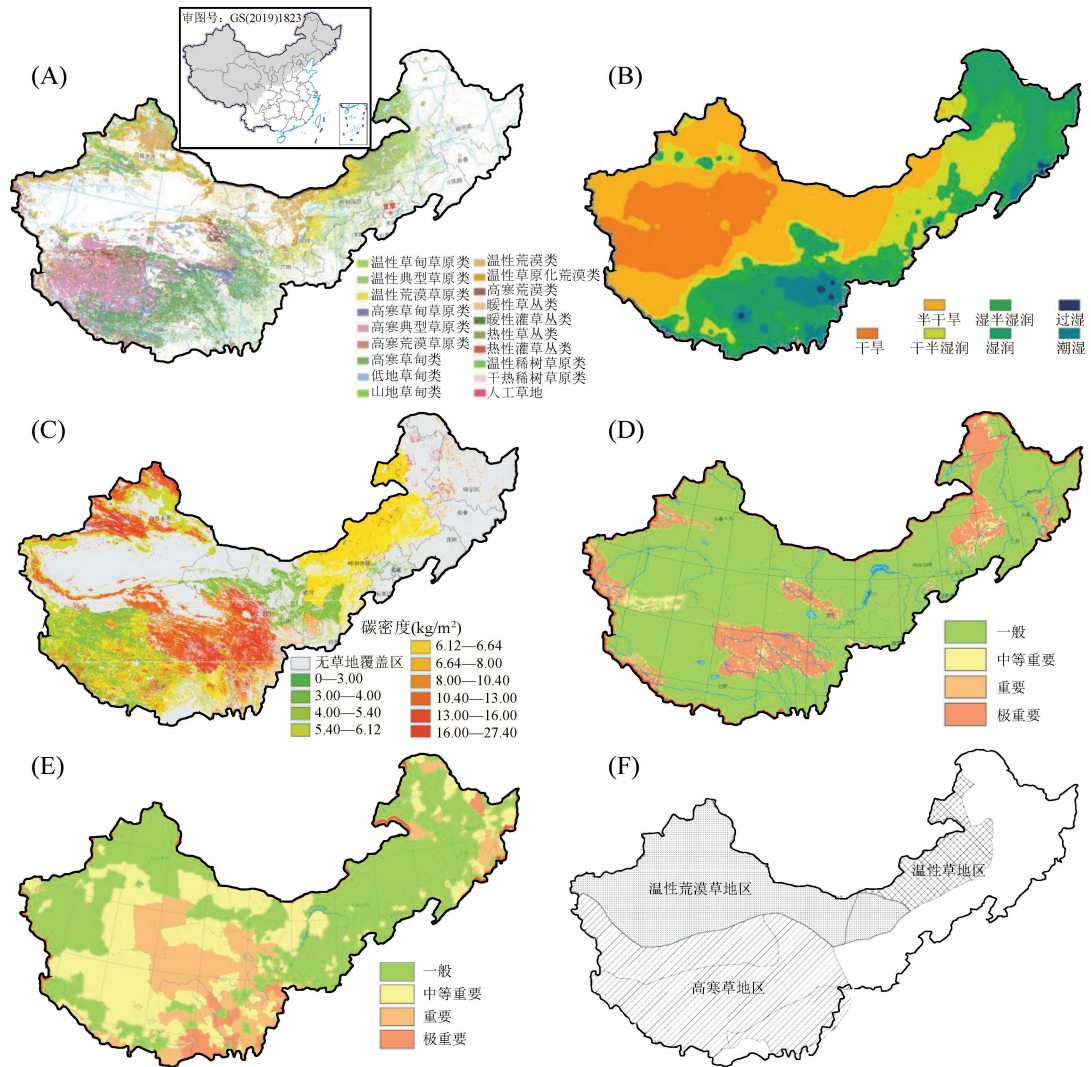 审图号：GS(2019)1823
(A)
温性草甸草原类
温性典型草原类
温性荒漠草原类
高寒草甸草原类
高寒典型草原类
高寒荒漠草原类
高寒草甸类
低地草甸类
山地草甸类
温性荒漠类
温性草原化荒漠类
高寒荒漠类
暖性草丛类
暖性灌草丛类
热性草丛类
热性灌草丛类
温性稀树草原类
干热稀树草原类
人工草地
(B)
半干旱
湿半湿润
过湿
干旱
干半湿润
湿润
潮湿
(C)
碳密度(kg/m²)
无草地覆盖区
0—3.00
3.00—4.00
4.00—5.40
5.40—6.12
6.12—6.64
6.64—8.00
8.00—10.40
10.40—13.00
13.00—16.00
16.00—27.40
(D)
一般
中等重要
重要
极重要
(E)
一般
中等重要
重要
极重要
(F)
温性荒漠草地区
温性草地区
高寒草地区